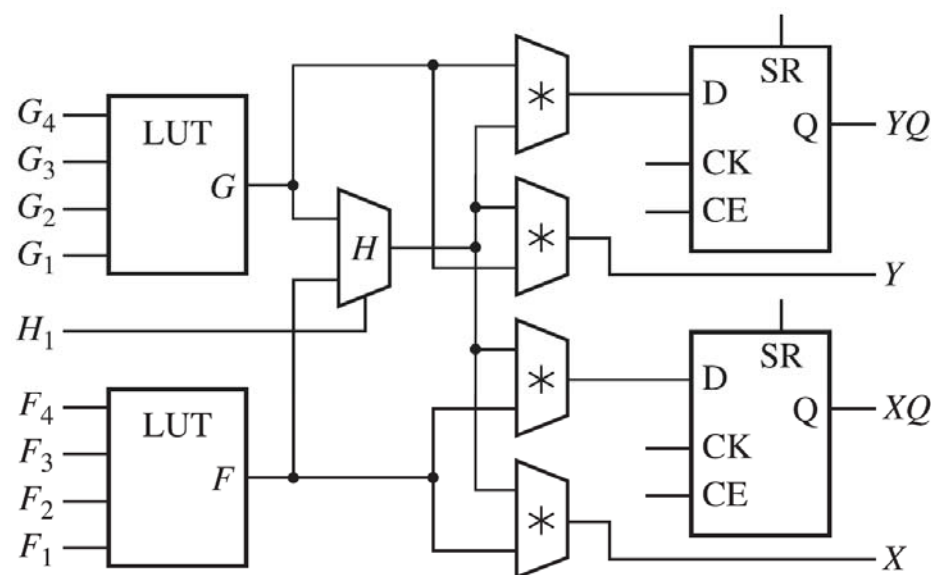 G₄
G₃
G₂
G₁
LUT
G
H₁
H
F₄
F₃
F₂
F₁
LUT
F
*
*
*
*
SR
D
Q
CK
CE
YQ
Y
SR
D
Q
CK
CE
XQ
X